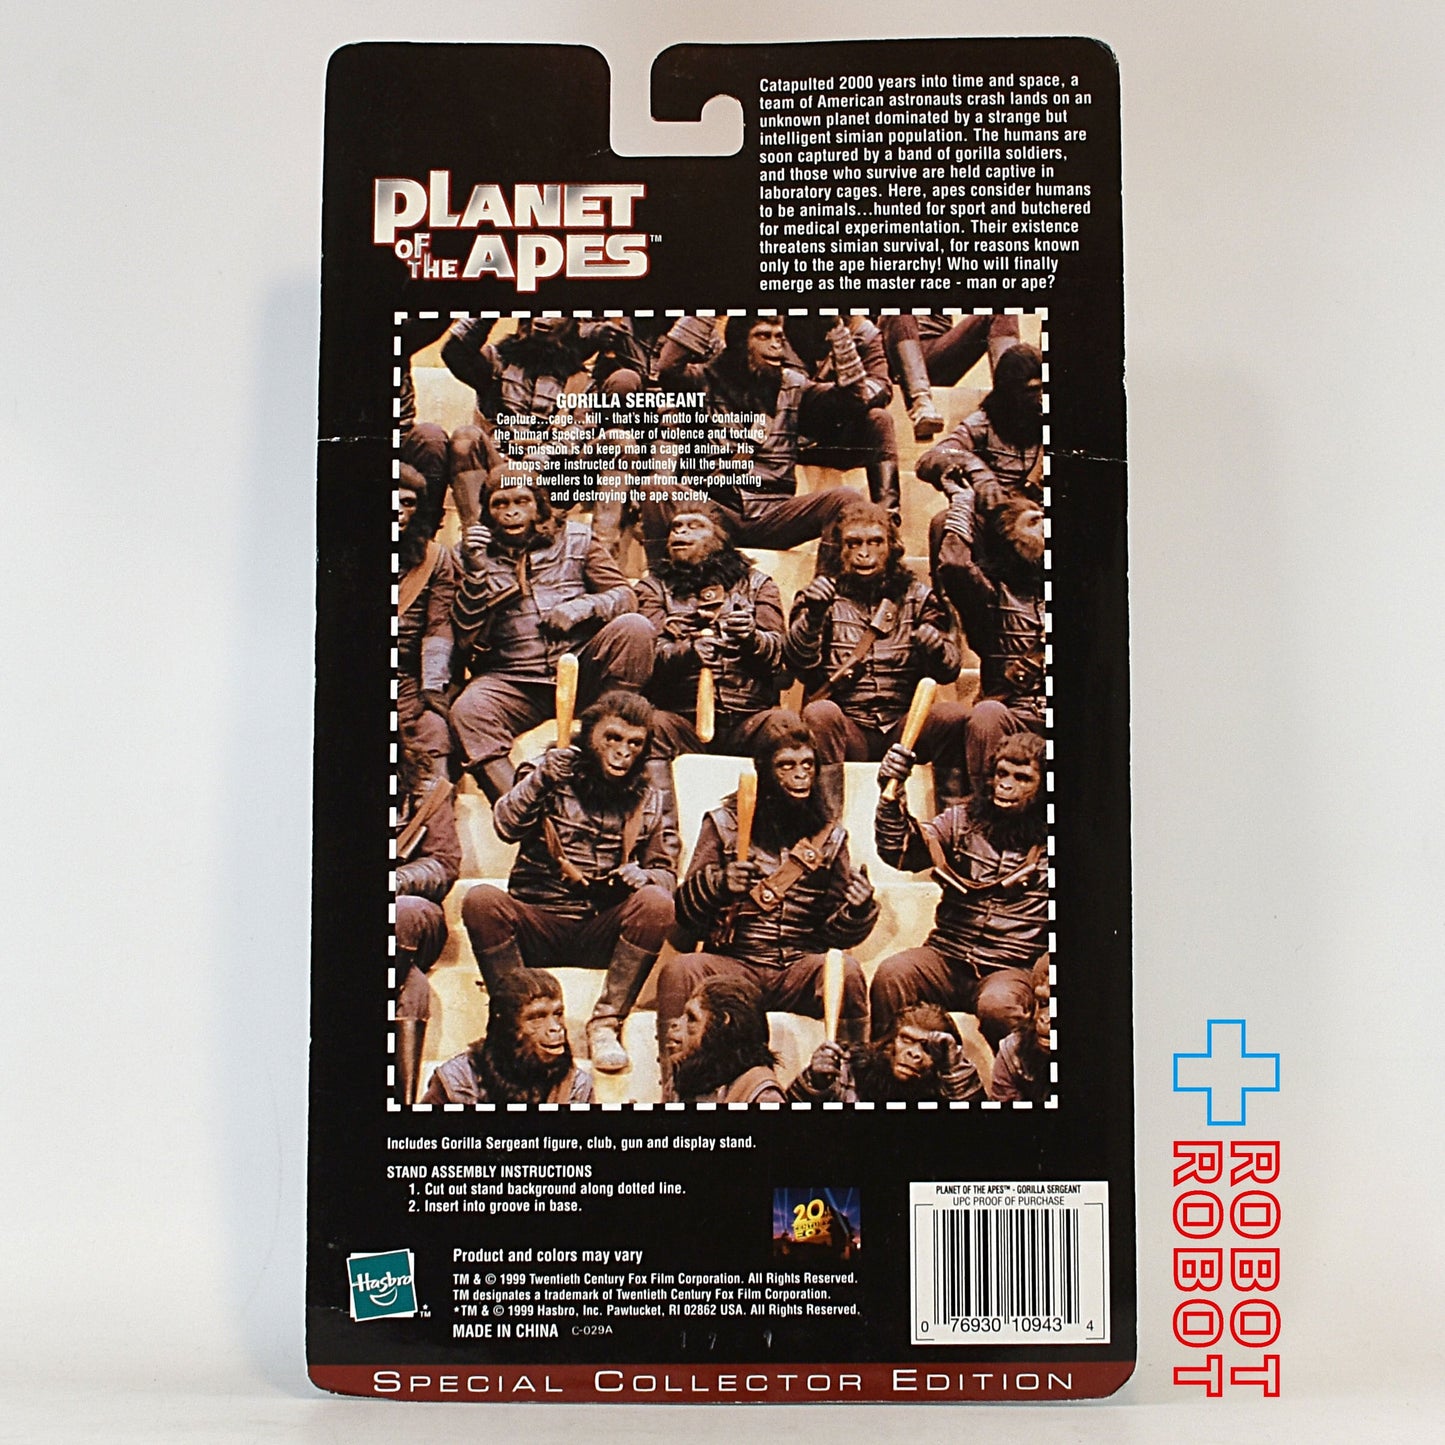 Catapulted 2000 years into time and space, a
team of American astronauts crash lands on an
unknown planet dominated by a strange but
intelligent simian population. The humans are
soon captured by a band of gorilla soldiers,
and those who survive are held captive in
laboratory cages. Here, apes consider humans
to be animals...hunted for sport and butchered
for medical experimentation. Their existence
threatens simian survival, for reasons known
only to the ape hierarchy! Who will finally
emerge as the master race - man or ape?
PLANET
OF THE APES™
GORILLA SERGEANT
Capture...cage...kill - that's his motto for containing
the human species! A master of violence and torture,
- his mission is to keep man a caged animal. His
troops are instructed to routinely kill the human
jungle dwellers to keep them from over-populating
and destroying the ape society.
Includes Gorilla Sergeant figure, club, gun and display stand.
STAND ASSEMBLY INSTRUCTIONS
1. Cut out stand background along dotted line.
2. Insert into groove in base.
20th
CENTURY
FOX
PLANET OF THE APES™ - GORILLA SERGEANT
UPC PROOF OF PURCHASE
0 76930 10943 4
Hasbro
*™
Product and colors may vary
TM & © 1999 Twentieth Century Fox Film Corporation. All Rights Reserved.
TM designates a trademark of Twentieth Century Fox Film Corporation.
*TM & © 1999 Hasbro, Inc. Pawtucket, RI 02862 USA. All Rights Reserved.
MADE IN CHINA C-029A
SPECIAL COLLECTOR EDITION
ROBOT
ROBOT